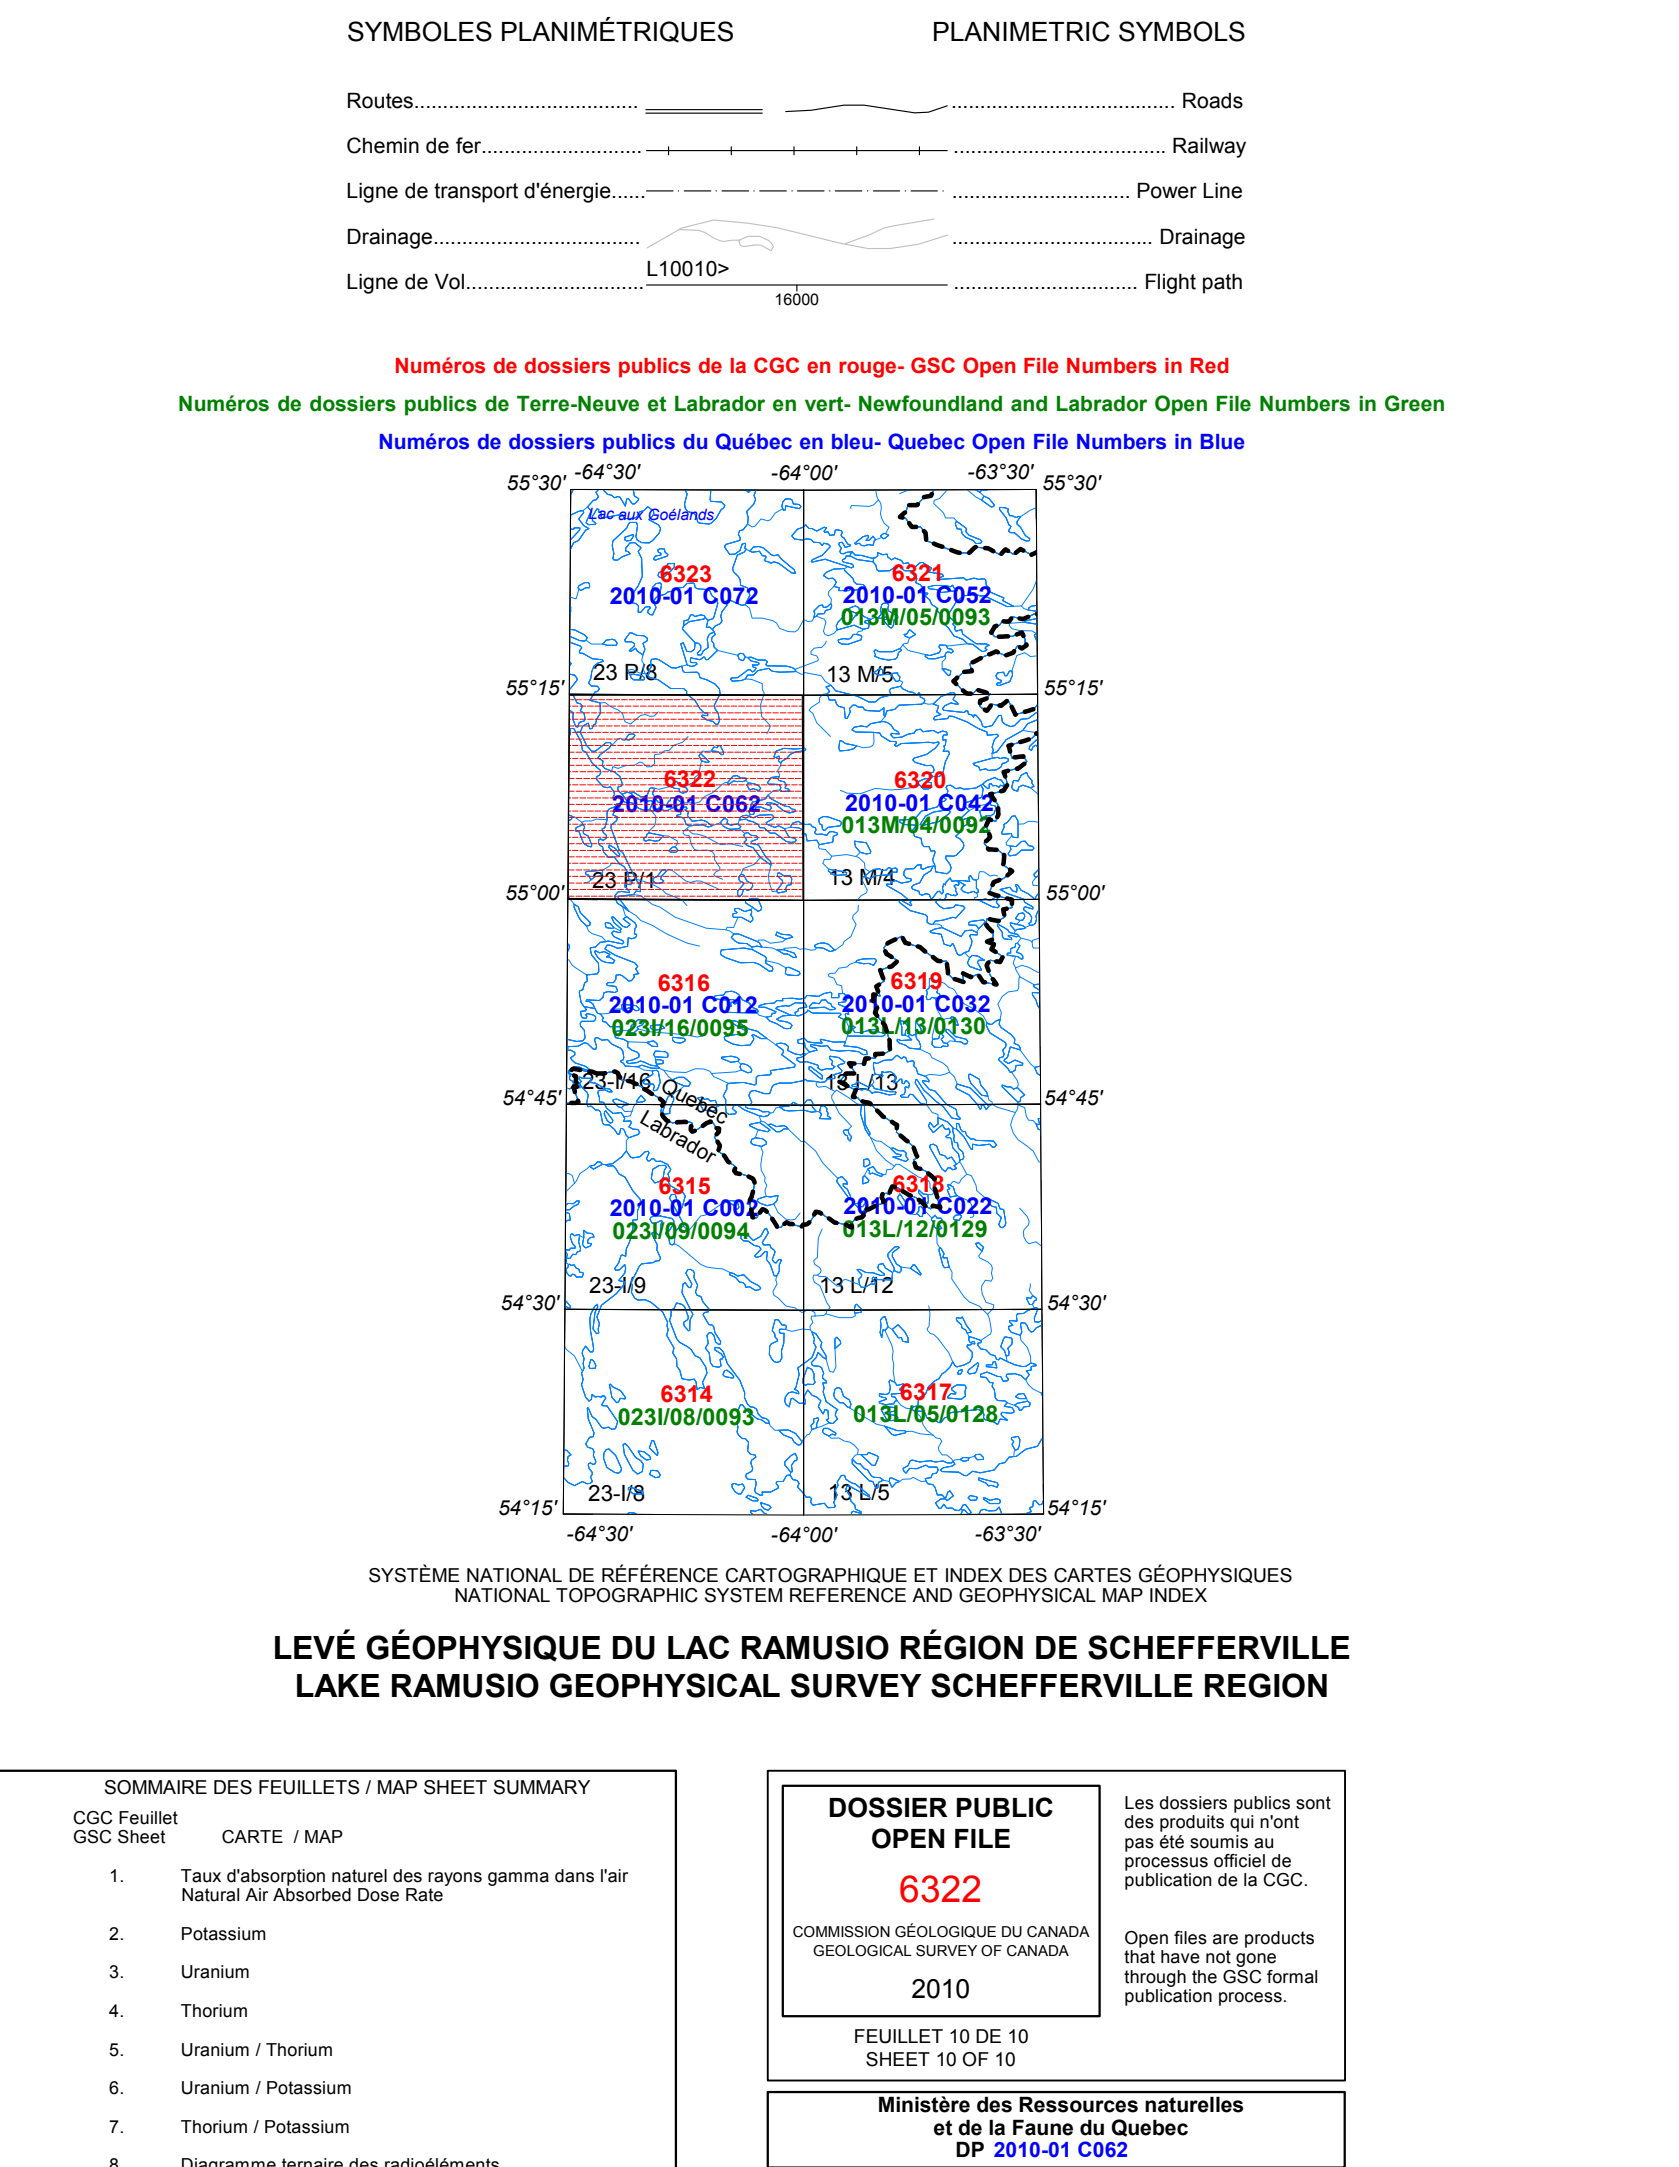 SYMBOLES PLANIMÉTRIQUES PLANIMETRIC SYMBOLS
Routes....................................... Roads
Chemin de fer............................ Railway
Ligne de transport d'énergie...... Power Line
Drainage.................................... Drainage
L10010>
Ligne de Vol............................... Flight path
16000
Numéros de dossiers publics de la CGC en rouge- GSC Open File Numbers in Red
Numéros de dossiers publics de Terre-Neuve et Labrador en vert- Newfoundland and Labrador Open File Numbers in Green
Numéros de dossiers publics du Québec en bleu- Quebec Open File Numbers in Blue
-64°30' -64°00' -63°30'
55°30' 55°30'
Lac aux Goélands
6323 6321
2010-01 C072 2010-01 C052
013M/05/0093
23 P/8 13 M/5
55°15' 55°15'
6322 6320
2010-01 C062 2010-01 C042
013M/04/0092
23 P/1 13 M/4
55°00' 55°00'
6316 6319
2010-01 C012 2010-01 C032
023I/16/0095 013L/13/0130
23-I/16 13 L/13
Quebec
54°45' 54°45'
Labrador
6315 6318
2010-01 C002 2010-01 C022
023I/09/0094 013L/12/0129
23-I/9 13 L/12
54°30' 54°30'
6314 6317
023I/08/0093 013L/05/0128
23-I/8 13 L/5
54°15' 54°15'
-64°30' -64°00' -63°30'
SYSTÈME NATIONAL DE RÉFÉRENCE CARTOGRAPHIQUE ET INDEX DES CARTES GÉOPHYSIQUES
NATIONAL TOPOGRAPHIC SYSTEM REFERENCE AND GEOPHYSICAL MAP INDEX
LEVÉ GÉOPHYSIQUE DU LAC RAMUSIO RÉGION DE SCHEFFERVILLE
LAKE RAMUSIO GEOPHYSICAL SURVEY SCHEFFERVILLE REGION
SOMMAIRE DES FEUILLETS / MAP SHEET SUMMARY
CGC Feuillet
GSC Sheet CARTE / MAP
1. Taux d'absorption naturel des rayons gamma dans l'air
Natural Air Absorbed Dose Rate
2. Potassium
3. Uranium
4. Thorium
5. Uranium / Thorium
6. Uranium / Potassium
7. Thorium / Potassium
8. Diagramme ternaire des radioéléments
DOSSIER PUBLIC
OPEN FILE
6322
COMMISSION GÉOLOGIQUE DU CANADA
GEOLOGICAL SURVEY OF CANADA
2010
FEUILLET 10 DE 10
SHEET 10 OF 10
Les dossiers publics sont
des produits qui n'ont
pas été soumis au
processus officiel de
publication de la CGC.
Open files are products
that have not gone
through the GSC formal
publication process.
Ministère des Ressources naturelles
et de la Faune du Quebec
DP 2010-01 C062